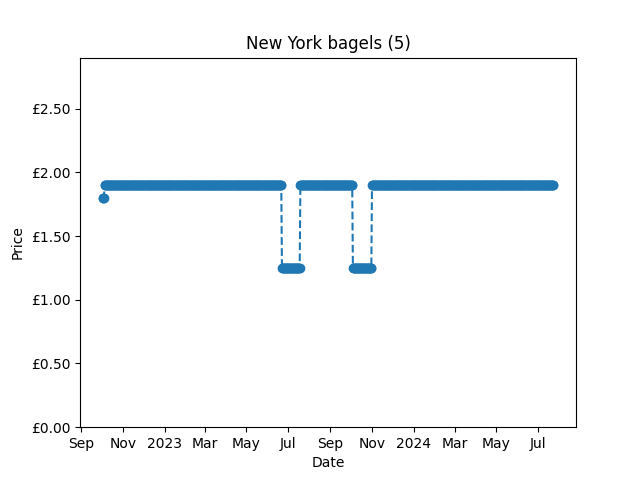 New York bagels (5)
£2.50
£2.00
£1.50
£1.00
£0.50
£0.00
Price
Sep Nov 2023 Mar May Jul Sep Nov 2024 Mar May Jul
Date